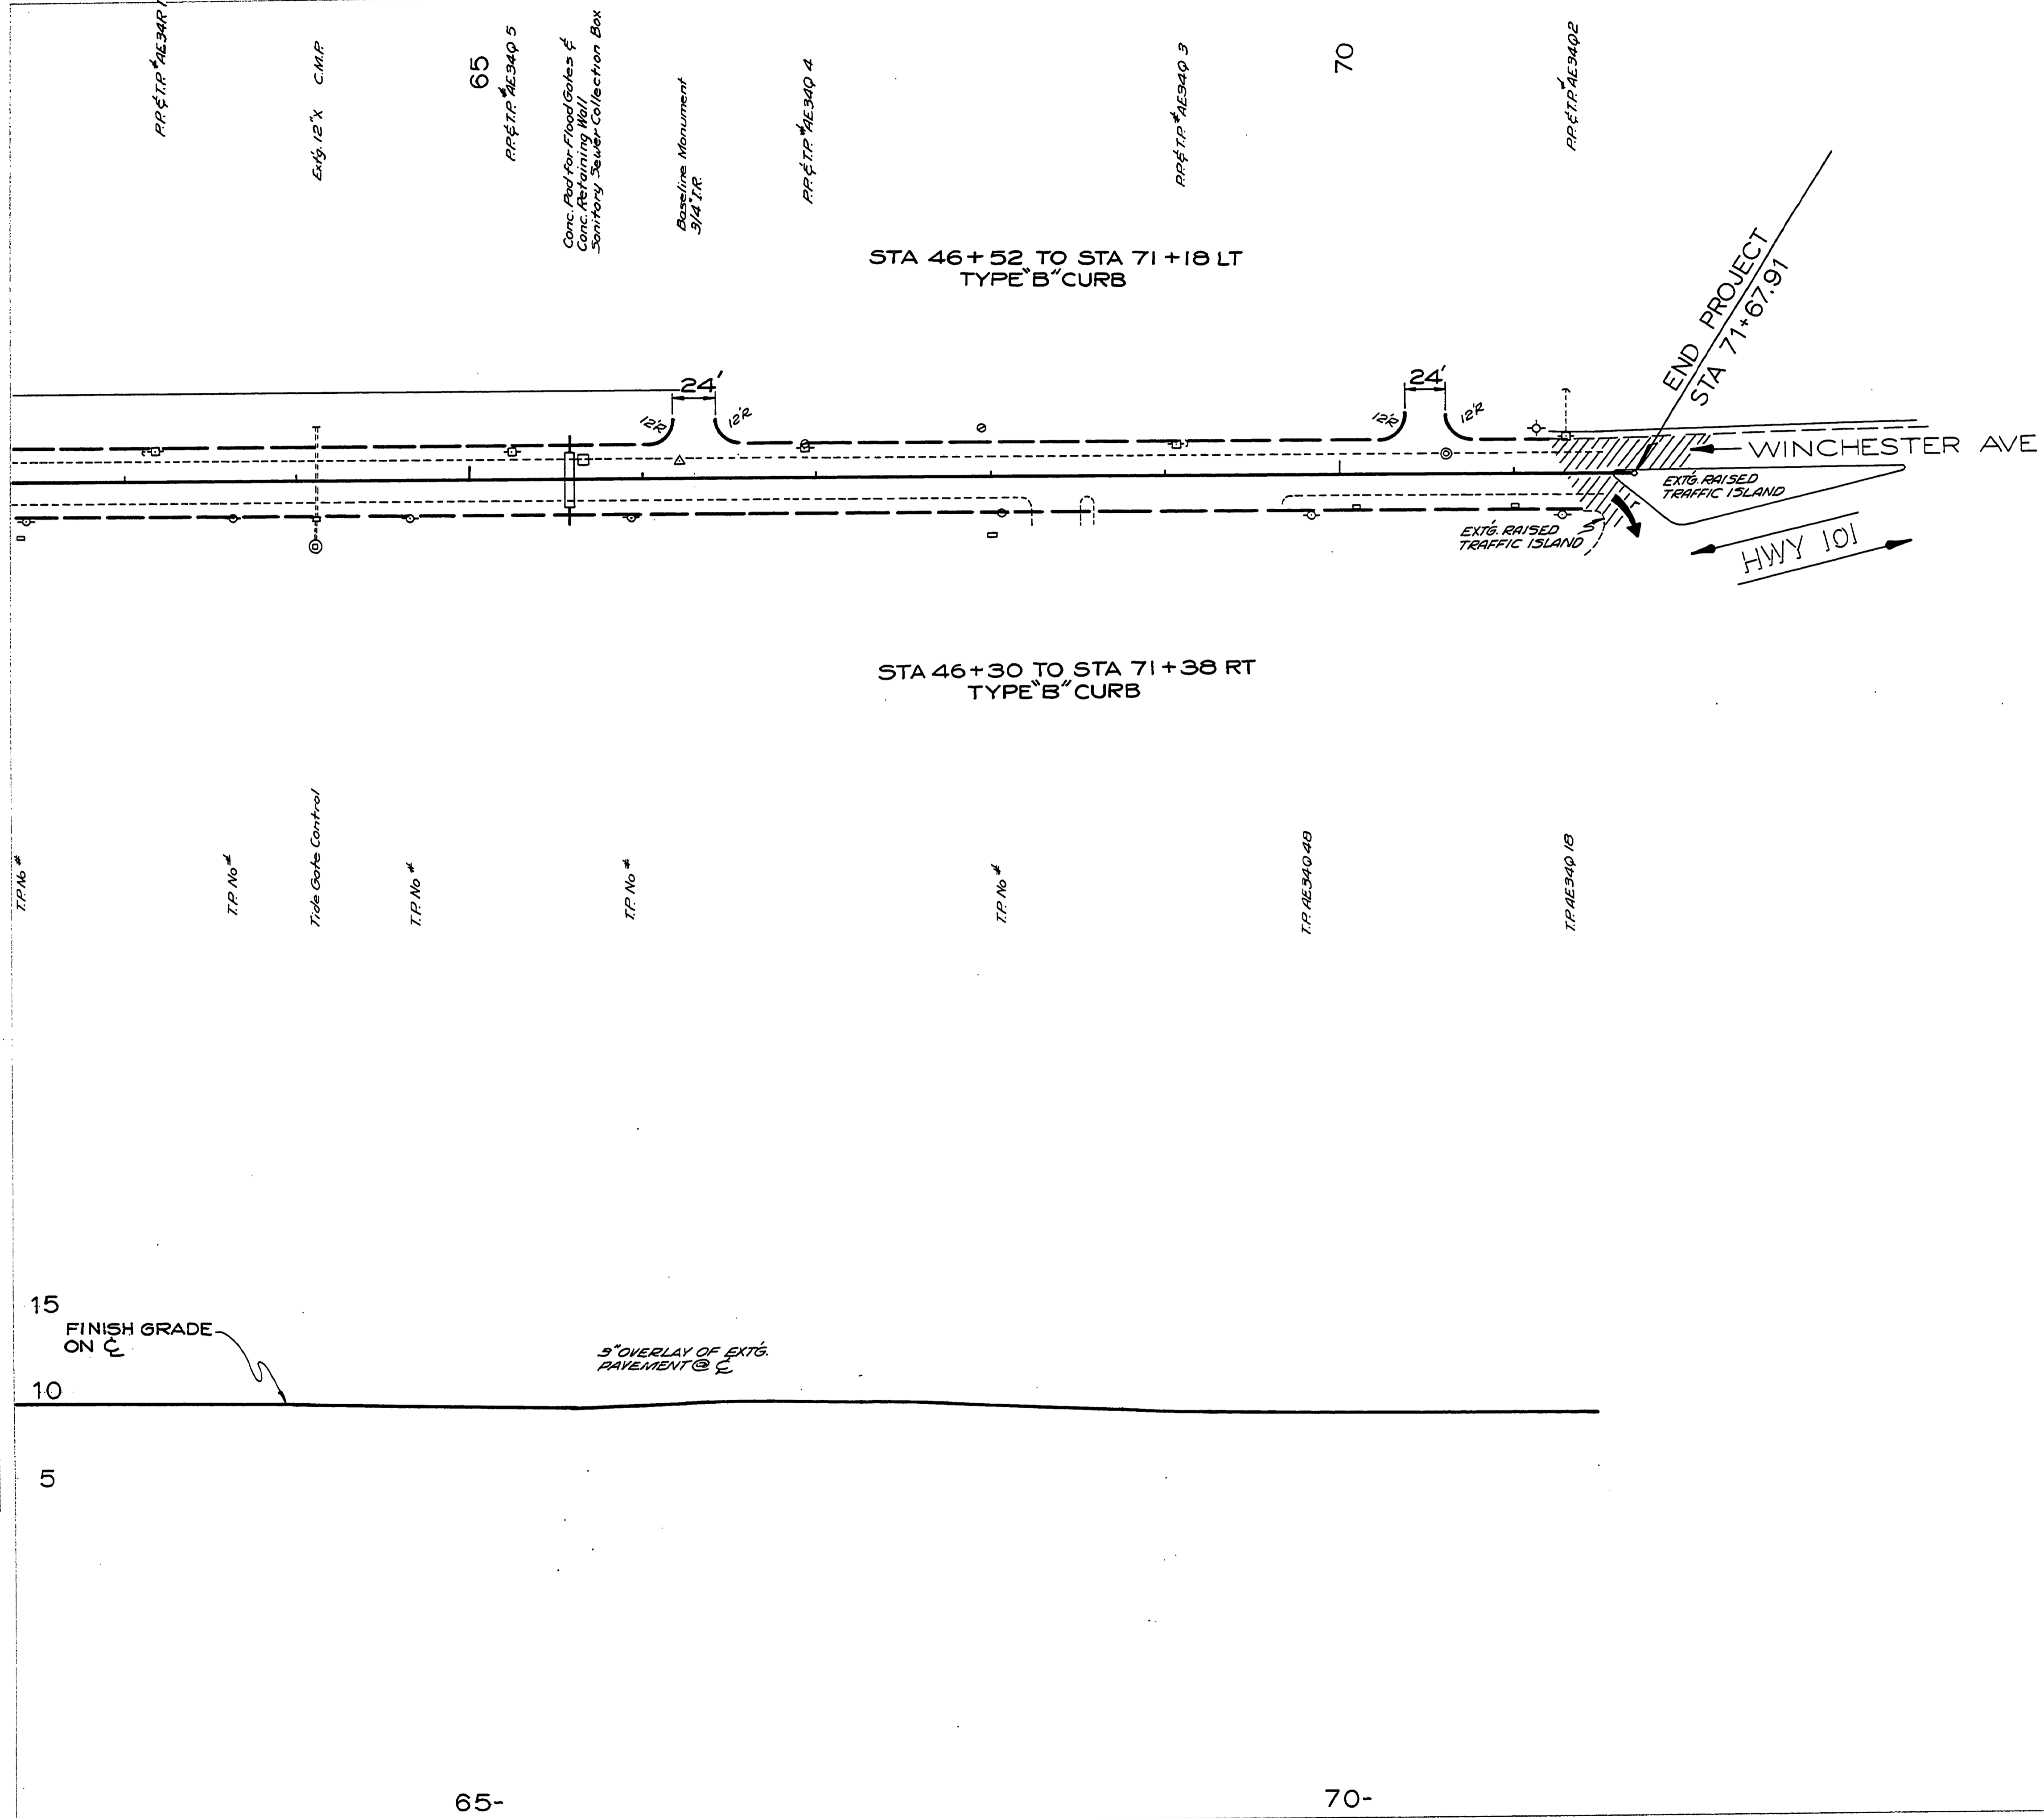 P.P. & T.P. # AE34R 1
Ext'g. 12" X C.M.P.
65
P.P. & T.P. # AE34Q 5
Conc. Pad for Flood Gates &
Conc. Retaining Wall
Sanitary Sewer Collection Box
Baseline Monument
3/4" I.R.
P.P. & T.P. # AE34Q 4
P.P. & T.P. # AE34Q 3
70
P.P. & T.P. # AE34Q2
STA 46+52 TO STA 71+18 LT
TYPE "B" CURB
END PROJECT
STA 71+67.91
24'
12'R
12'R
24'
12'R
12'R
WINCHESTER AVE
EXTG. RAISED
TRAFFIC ISLAND
EXTG. RAISED
TRAFFIC ISLAND
HWY 101
STA 46+30 TO STA 71+38 RT
TYPE "B" CURB
T.P. No #
T.P. No #
Tide Gate Control
T.P. No #
T.P. No #
T.P. No #
T.P. AE34Q 48
T.P. AE34Q 18
15
FINISH GRADE
ON ℄
3" OVERLAY OF EXTG.
PAVEMENT @ ℄
10
5
65-
70-